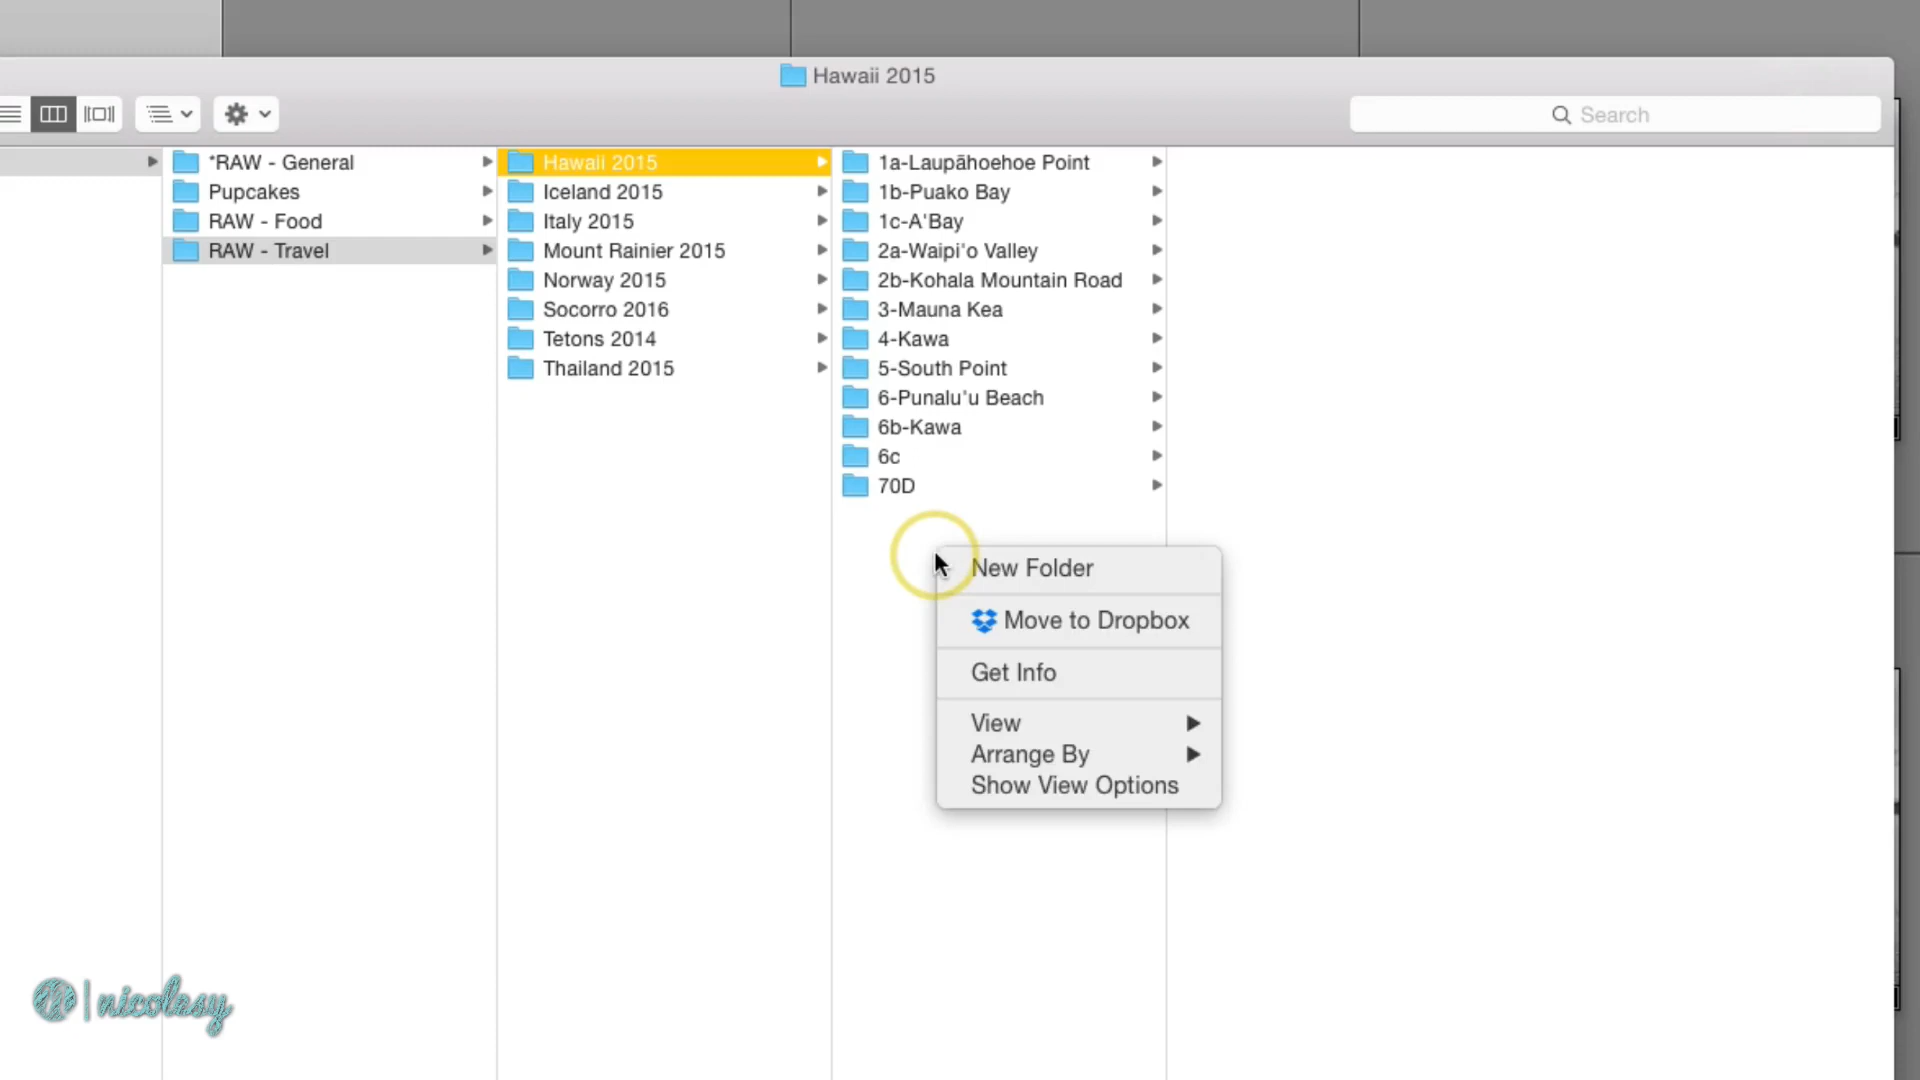 Hawaii 2015
Search
*RAW - General
Pupcakes
RAW - Food
RAW - Travel
Hawaii 2015
Iceland 2015
Italy 2015
Mount Rainier 2015
Norway 2015
Socorro 2016
Tetons 2014
Thailand 2015
1a-Laupāhoehoe Point
1b-Puako Bay
1c-A'Bay
2a-Waipi'o Valley
2b-Kohala Mountain Road
3-Mauna Kea
4-Kawa
5-South Point
6-Punalu'u Beach
6b-Kawa
6c
70D
New Folder
Move to Dropbox
Get Info
View
Arrange By
Show View Options
nicolesy